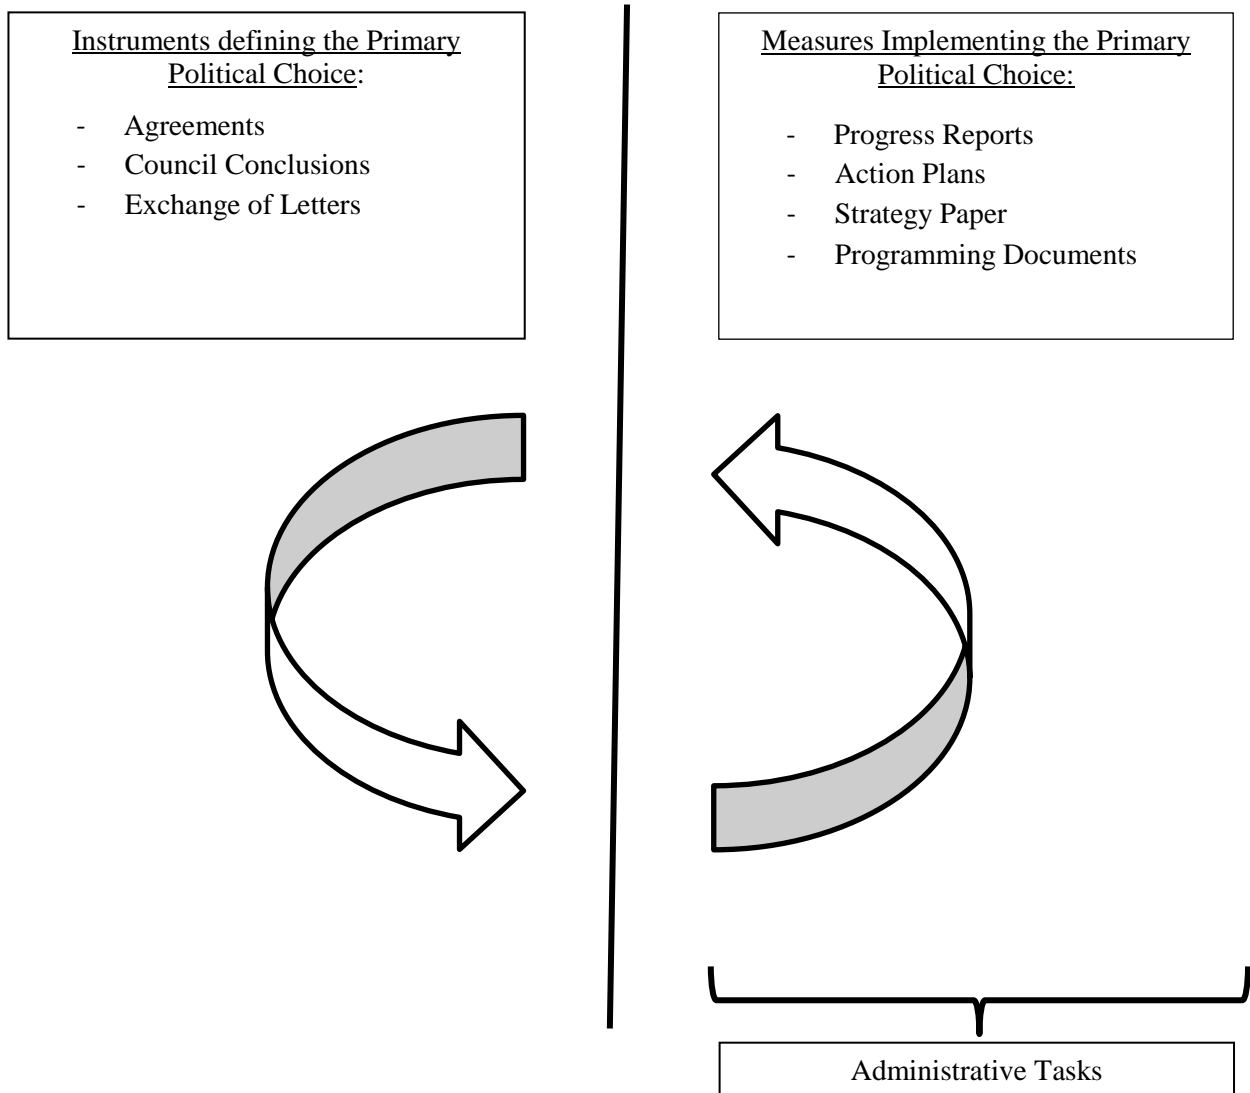 Instruments defining the Primary
Political Choice:
- Agreements
- Council Conclusions
- Exchange of Letters
Measures Implementing the Primary
Political Choice:
- Progress Reports
- Action Plans
- Strategy Paper
- Programming Documents
Administrative Tasks